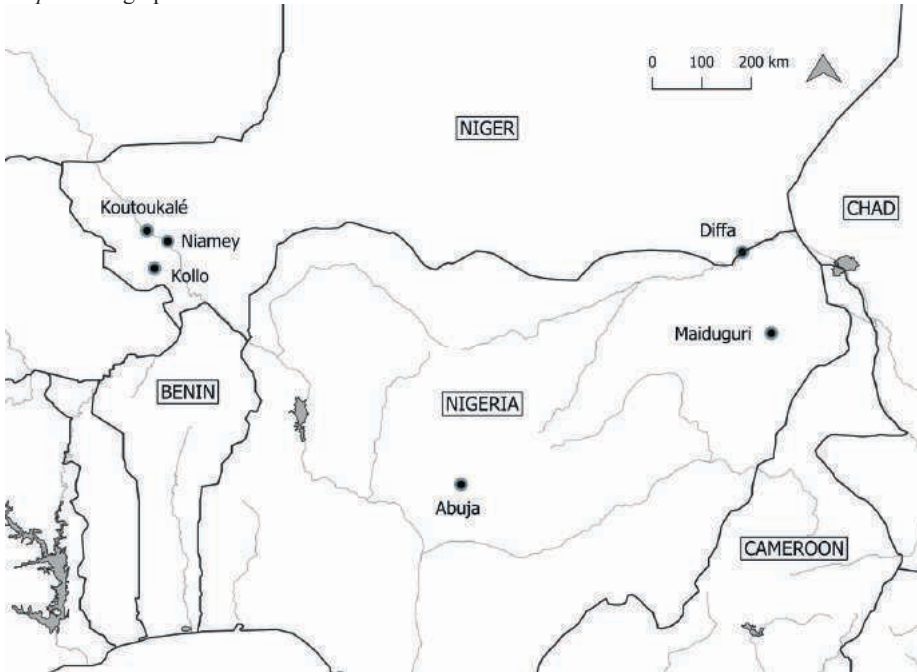 0 100 200 km
NIGER
Koutoukalé
CHAD
Niamey
Diffa
Kollo
Maiduguri
BENIN
NIGERIA
Abuja
CAMEROON